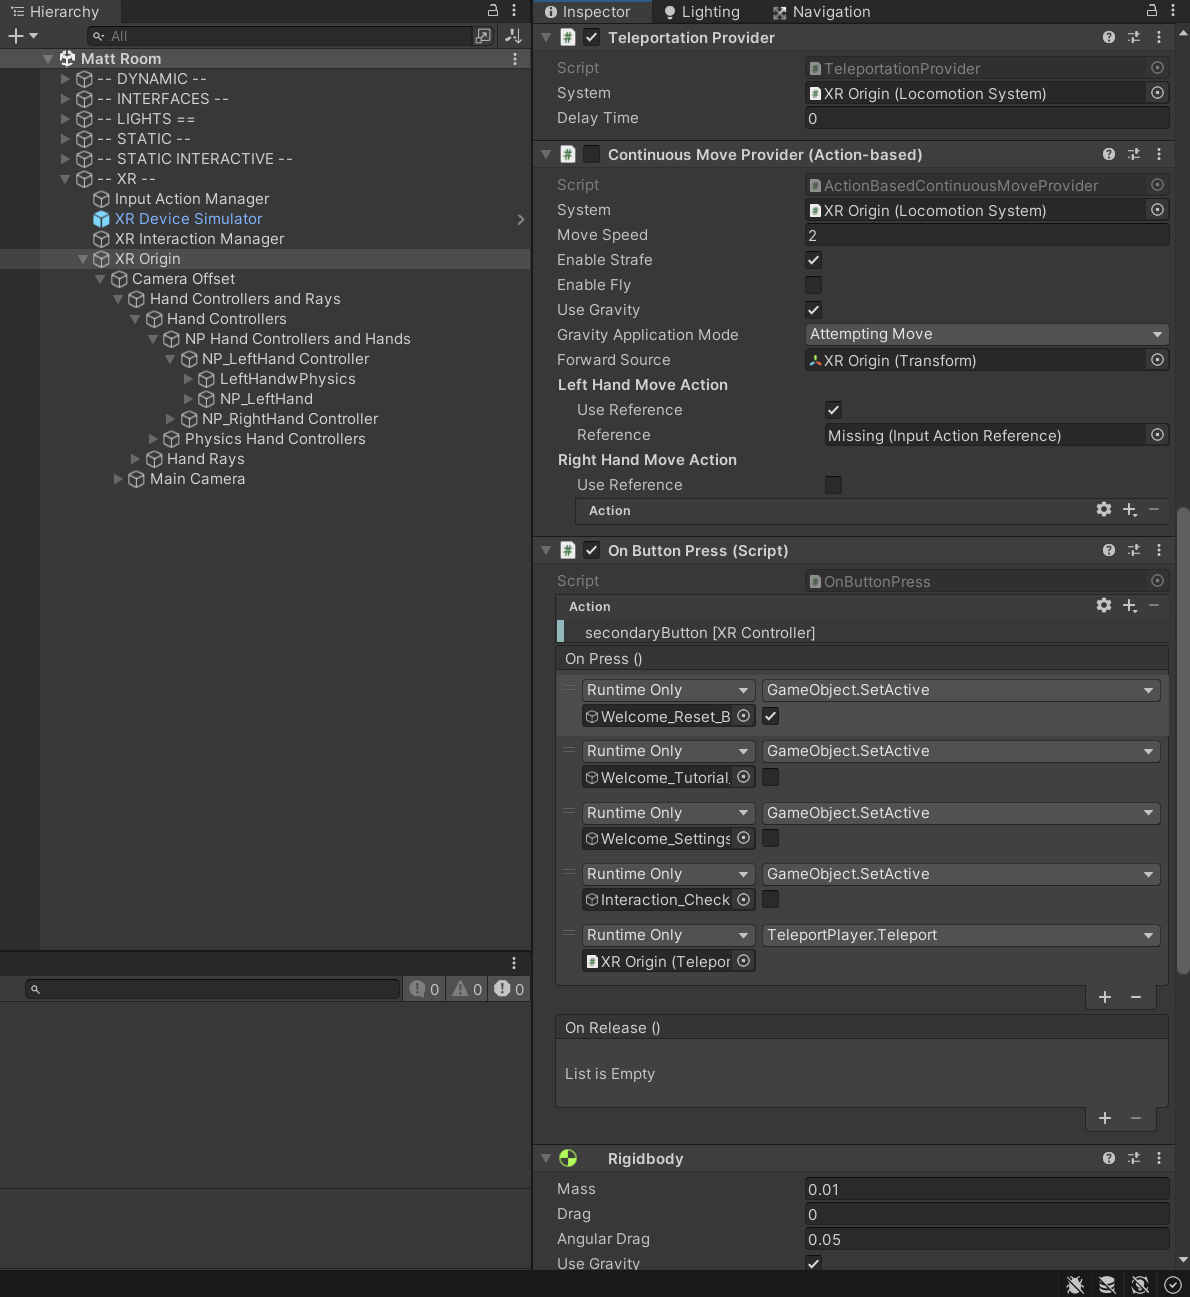 Hierarchy
All
Matt Room
-- DYNAMIC --
-- INTERFACES --
-- LIGHTS ==
-- STATIC --
-- STATIC INTERACTIVE --
-- XR --
Input Action Manager
XR Device Simulator
XR Interaction Manager
XR Origin
Camera Offset
Hand Controllers and Rays
Hand Controllers
NP Hand Controllers and Hands
NP_LeftHand Controller
LeftHandwPhysics
NP_LeftHand
NP_RightHand Controller
Physics Hand Controllers
Hand Rays
Main Camera
0 0 0
Inspector Lighting Navigation
# Teleportation Provider
Script TeleportationProvider
System XR Origin (Locomotion System)
Delay Time 0
# Continuous Move Provider (Action-based)
Script ActionBasedContinuousMoveProvider
System XR Origin (Locomotion System)
Move Speed 2
Enable Strafe
Enable Fly
Use Gravity
Gravity Application Mode Attempting Move
Forward Source XR Origin (Transform)
Left Hand Move Action
Use Reference
Reference Missing (Input Action Reference)
Right Hand Move Action
Use Reference
Action
# On Button Press (Script)
Script OnButtonPress
Action
secondaryButton [XR Controller]
On Press ()
Runtime Only GameObject.SetActive
Welcome_Reset_B
Runtime Only GameObject.SetActive
Welcome_Tutorial_
Runtime Only GameObject.SetActive
Welcome_Settings
Runtime Only GameObject.SetActive
Interaction_Check
Runtime Only TeleportPlayer.Teleport
XR Origin (Telepor
On Release ()
List is Empty
Rigidbody
Mass 0.01
Drag 0
Angular Drag 0.05
Use Gravity